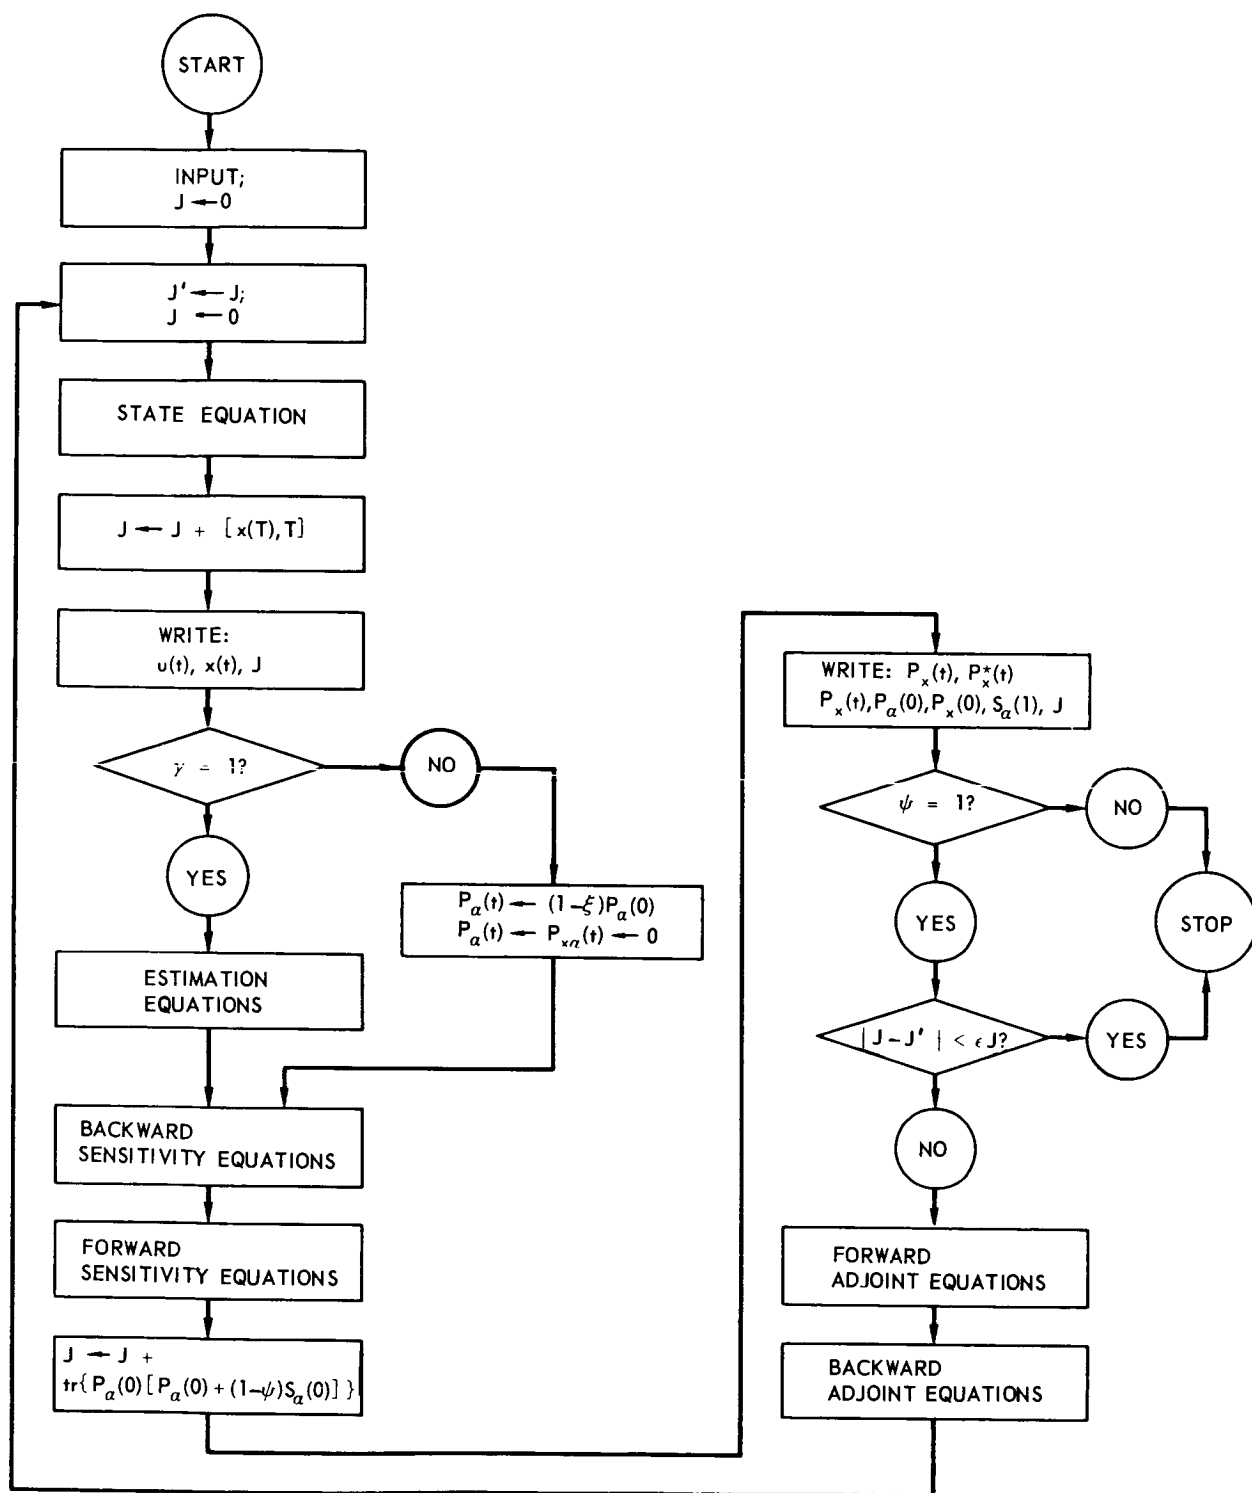 START
INPUT;
J ← 0
J' ← J;
J ← 0
STATE EQUATION
J ← J + [x(T), T]
WRITE:
u(t), x(t), J
γ = 1?
NO
YES
P_α(t) ← (1-ξ)P_α(0)
P_α(t) ← P_xα(t) ← 0
ESTIMATION
EQUATIONS
BACKWARD
SENSITIVITY EQUATIONS
FORWARD
SENSITIVITY EQUATIONS
J ← J +
tr{P_α(0)[P_α(0) + (1-ψ)S_α(0)]}
WRITE: P_x(t), P*_x(t)
P_x(t), P_α(0), P_x(0), S_α(1), J
ψ = 1?
NO
YES
STOP
|J - J'| < ϵJ?
YES
NO
FORWARD
ADJOINT EQUATIONS
BACKWARD
ADJOINT EQUATIONS